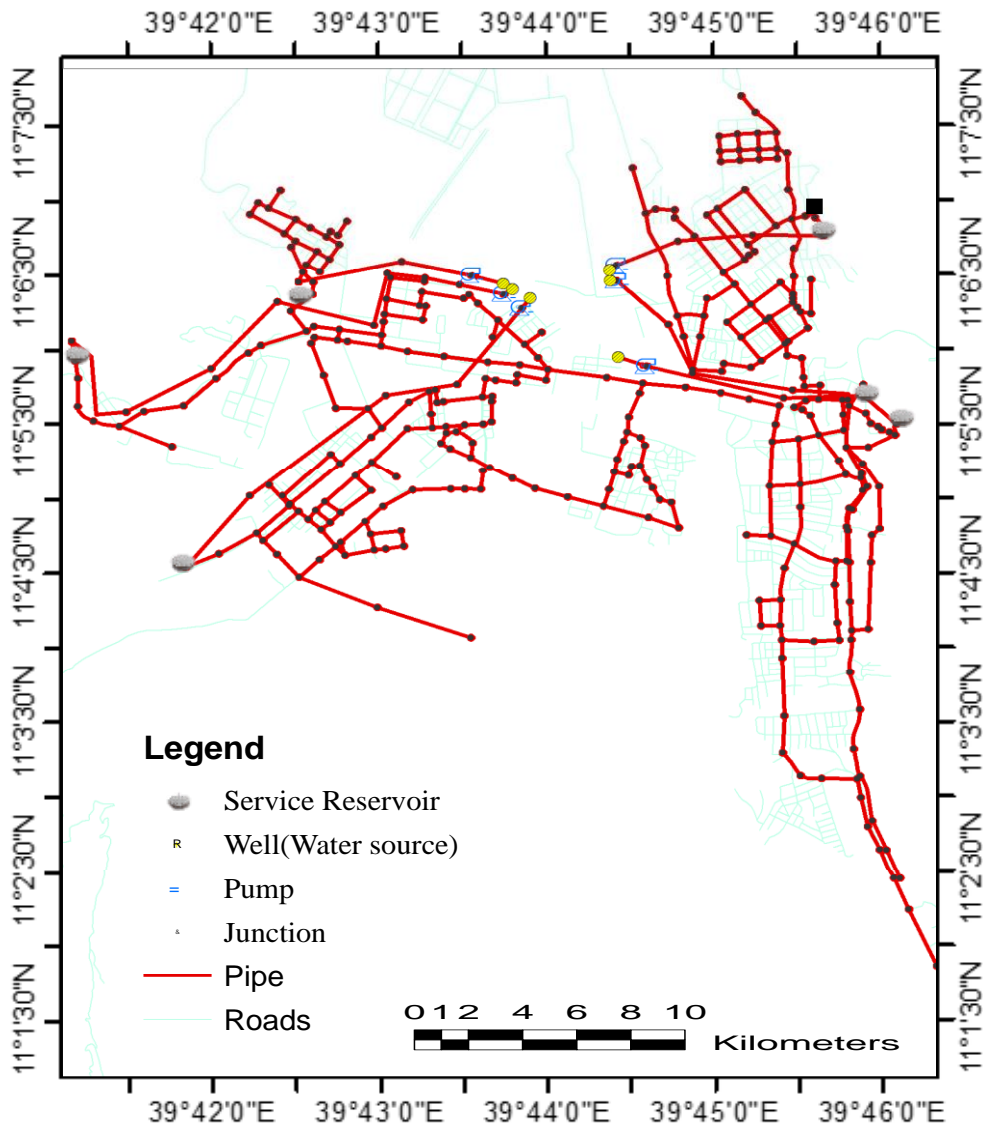 39°42'0"E 39°43'0"E 39°44'0"E 39°45'0"E 39°46'0"E
11°7'30"N 11°7'30"N
11°6'30"N 11°6'30"N
11°5'30"N 11°5'30"N
11°4'30"N 11°4'30"N
11°3'30"N 11°3'30"N
Legend
Service Reservoir
R Well(Water source)
= Pump
& Junction
Pipe
Roads
11°2'30"N 11°2'30"N
11°1'30"N 11°1'30"N
0 1 2 4 6 8 10
Kilometers
39°42'0"E 39°43'0"E 39°44'0"E 39°45'0"E 39°46'0"E